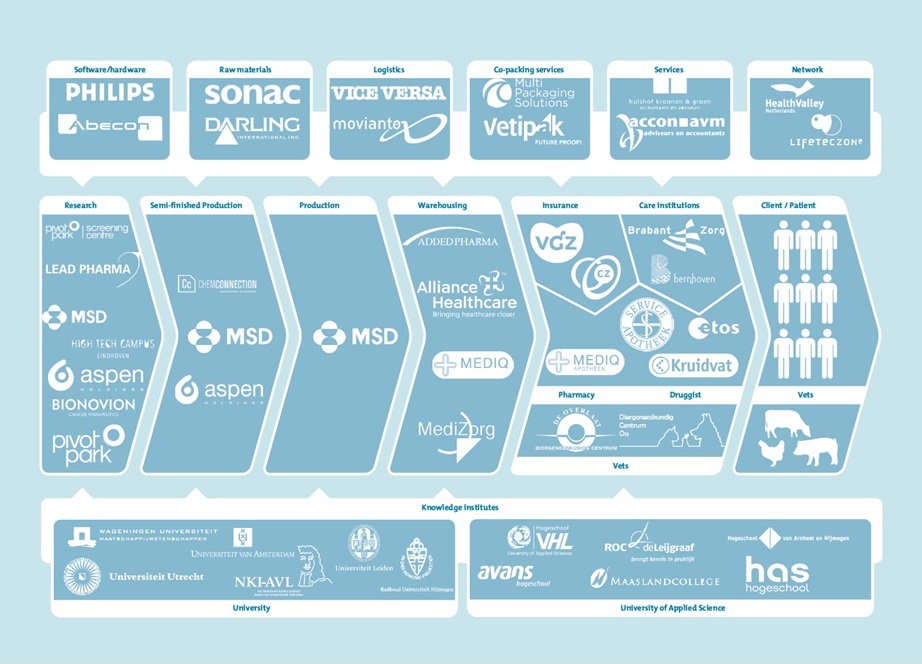 Software/hardware
PHILIPS
Abecon
Raw materials
sonac
DARLING
INTERNATIONAL INC.
Logistics
VICE VERSA
movianto
Co-packing services
Multi
Packaging
Solutions
Vetipak
FUTURE PROOF!
Services
hulshof kroonen & groen
accountants en adviseurs
accon avm
adviseurs en accountants
Network
HealthValley
Netherlands
LIFETECZONe
Research
pivot
park
screening
centre
LEAD PHARMA
MSD
HIGH TECH CAMPUS
EINDHOVEN
aspen
HOLDINGS
BIONOVION
CANCER THERAPEUTICS
pivot
park
Semi-finished Production
Cc CHEMCONNECTION
MSD
aspen
HOLDINGS
Production
MSD
Warehousing
ADDED PHARMA
Alliance
Healthcare
Bringing healthcare closer
MEDIQ
MediZorg
Insurance
vgz
CZ
Care institutions
Brabant Zorg
bernhoven
SERVICE
APOTHEEK
etos
MEDIQ
APOTHEEK
Kruidvat
Pharmacy
Druggist
DE OVERLAAT
DIERGENEESKUNDIG CENTRUM
Diergeneeskundig
Centrum
Oss
Vets
Client / Patient
Vets
Knowledge institutes
WAGENINGEN UNIVERSITEIT
MAATSCHAPPIJWETENSCHAPPEN
UNIVERSITEIT VAN AMSTERDAM
Universiteit Leiden
Universiteit Utrecht
NKI-AVL
Radboud Universiteit Nijmegen
University
Hogeschool
VHL
University of Applied Sciences
ROC de Leijgraaf
brengt kennis in praktijk
Hogeschool van Arnhem en Nijmegen
avans
hogeschool
MAASLANDCOLLEGE
has
hogeschool
University of Applied Science